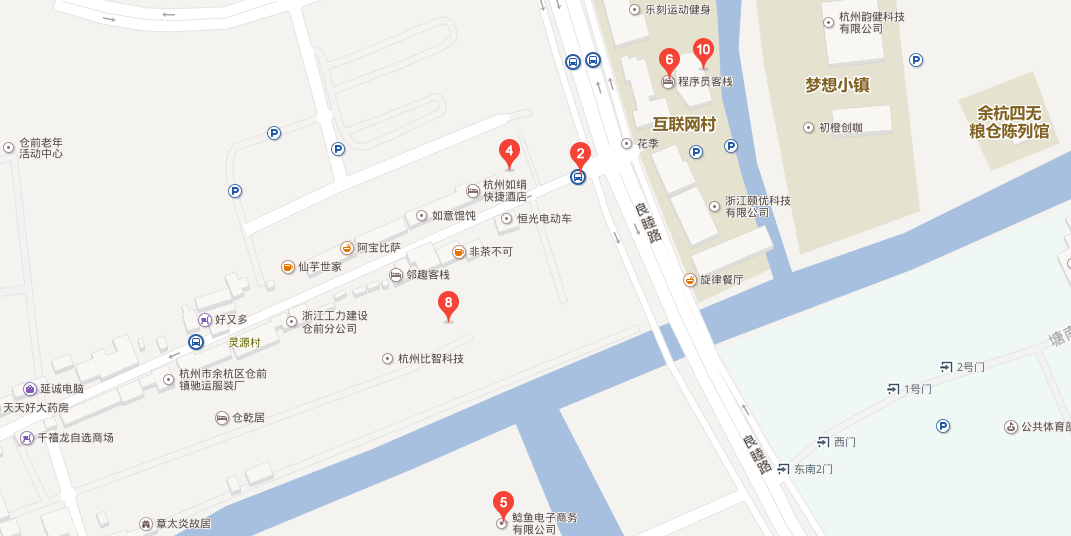 乐刻运动健身
杭州韵健科技
有限公司
6
10
程序员客栈
梦想小镇
P
余杭四无
粮仓陈列馆
互联网村
初橙创咖
仓前老年
活动中心
P
P
花季
P
P
4
2
杭州如绢
快捷酒店
P
浙江颐优科技
有限公司
如意馄饨
恒光电动车
良睦路
阿宝比萨
非茶不可
仙芋世家
邻趣客栈
旋律餐厅
8
好又多
浙江工力建设
仓前分公司
灵源村
塘南
杭州比智科技
2号门
杭州市余杭区仓前
镇驰运服装厂
1号门
延诚电脑
天天好大药房
仓乾居
P
公共体育部
千禧龙自选商场
良睦路
西门
东南2门
5
章太炎故居
鲶鱼电子商务
有限公司